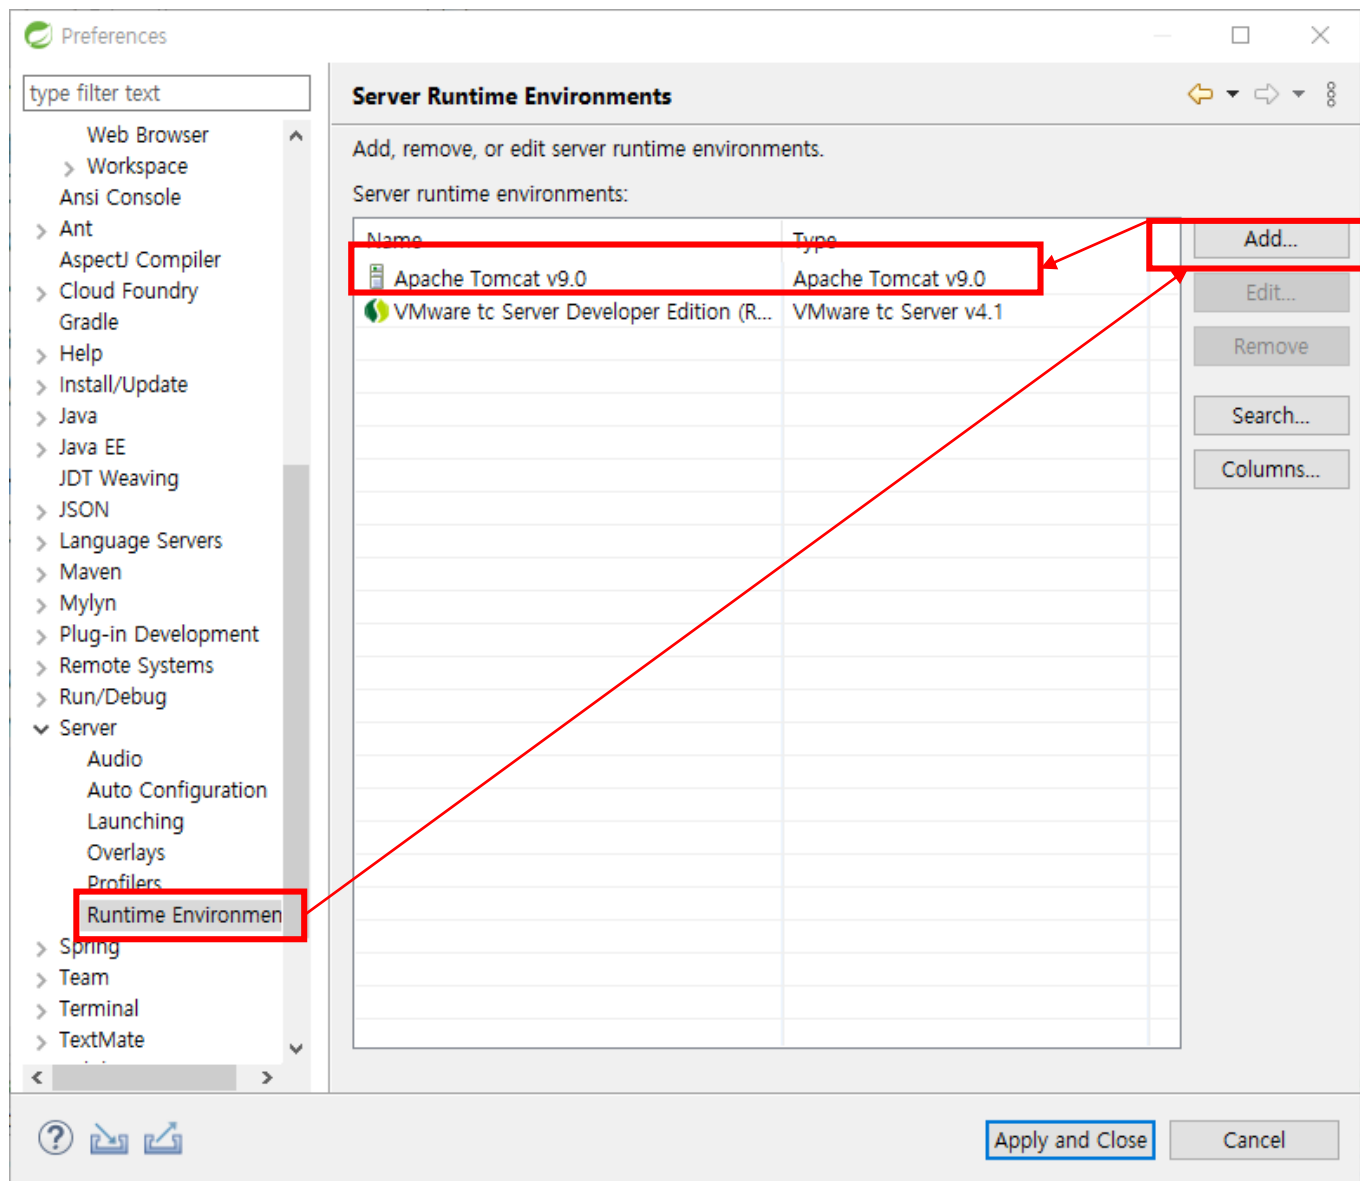 Preferences
type filter text
Web Browser
Workspace
Ansi Console
Ant
AspectJ Compiler
Cloud Foundry
Gradle
Help
Install/Update
Java
Java EE
JDT Weaving
JSON
Language Servers
Maven
Mylyn
Plug-in Development
Remote Systems
Run/Debug
Server
Audio
Auto Configuration
Launching
Overlays
Profilers
Runtime Environmen
Spring
Team
Terminal
TextMate
Server Runtime Environments
Add, remove, or edit server runtime environments.
Server runtime environments:
Name Type
Apache Tomcat v9.0 Apache Tomcat v9.0
VMware tc Server Developer Edition (R... VMware tc Server v4.1
Add...
Edit...
Remove
Search...
Columns...
Apply and Close
Cancel